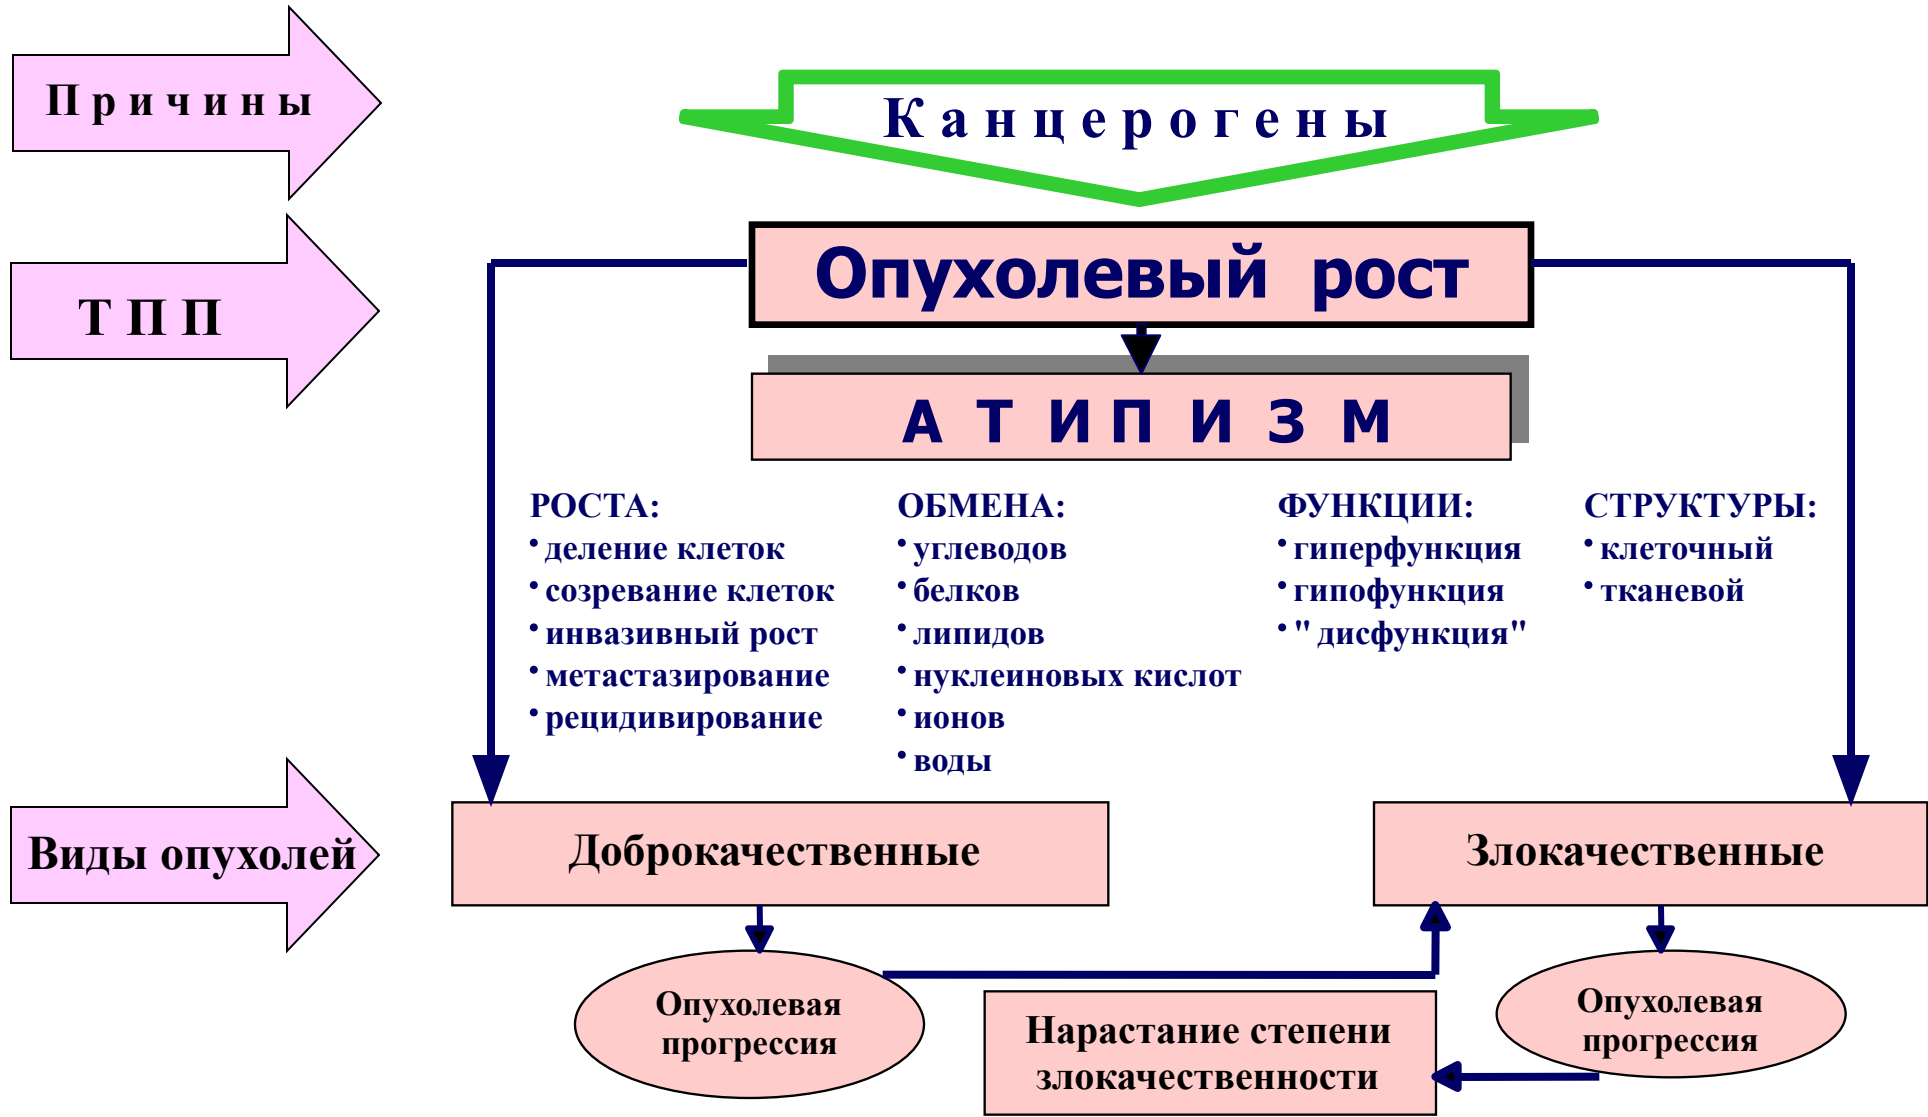 П р и ч и н ы
К а н ц е р о г е н ы
Т П П
Опухолевый рост
А Т И П И З М
РОСТА:
• деление клеток
• созревание клеток
• инвазивный рост
• метастазирование
• рецидивирование
ОБМЕНА:
• углеводов
• белков
• липидов
• нуклеиновых кислот
• ионов
• воды
ФУНКЦИИ:
• гиперфункция
• гипофункция
• " дисфункция"
СТРУКТУРЫ:
• клеточный
• тканевой
Виды опухолей
Доброкачественные
Злокачественные
Опухолевая
прогрессия
Нарастание степени
злокачественности
Опухолевая
прогрессия